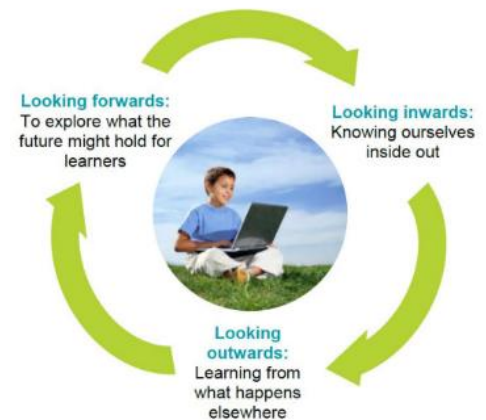 Looking forwards:
To explore what the
future might hold for
learners
Looking inwards:
Knowing ourselves
inside out
Looking
outwards:
Learning from
what happens
elsewhere